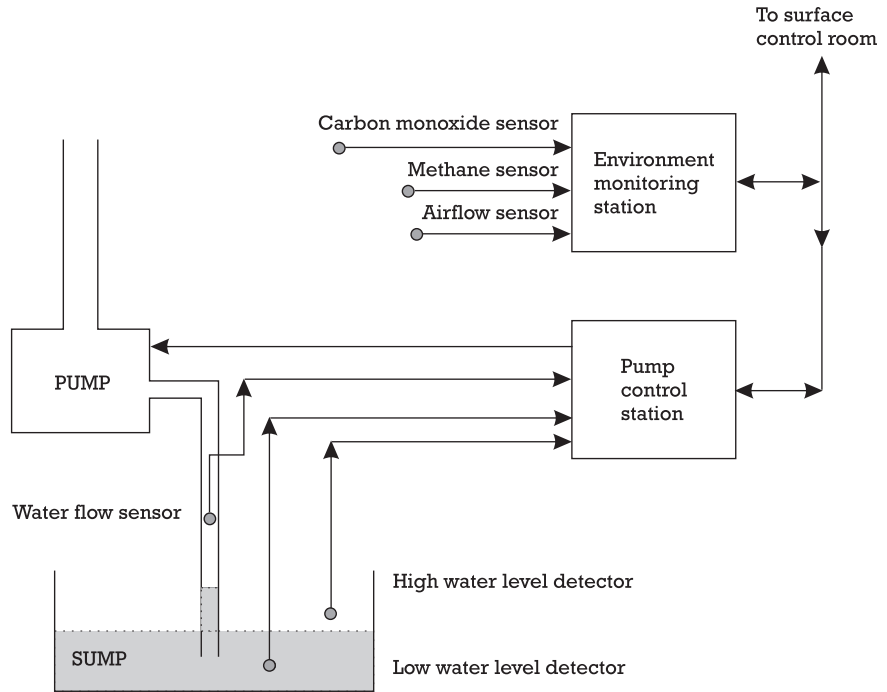 To surface
control room
Carbon monoxide sensor
Methane sensor
Airflow sensor
Environment
monitoring
station
PUMP
Pump
control
station
Water flow sensor
High water level detector
SUMP
Low water level detector